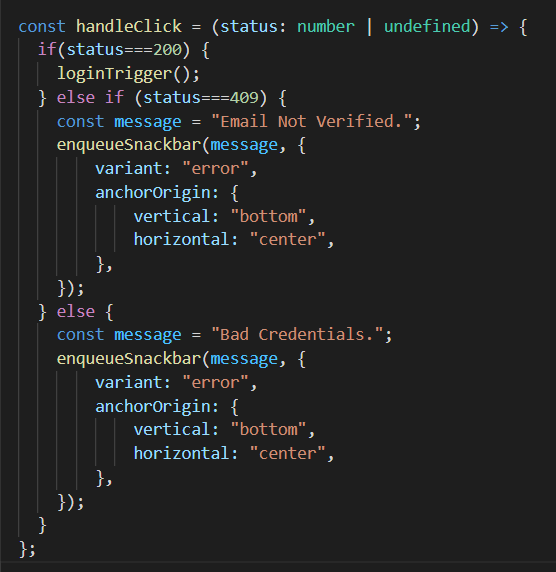 const handleClick = (status: number | undefined) => {
  if(status===200) {
    loginTrigger();
  } else if (status===409) {
    const message = "Email Not Verified.";
    enqueueSnackbar(message, {
        variant: "error",
        anchorOrigin: {
            vertical: "bottom",
            horizontal: "center",
        },
    });
  } else {
    const message = "Bad Credentials.";
    enqueueSnackbar(message, {
        variant: "error",
        anchorOrigin: {
            vertical: "bottom",
            horizontal: "center",
        },
    });
  }
};